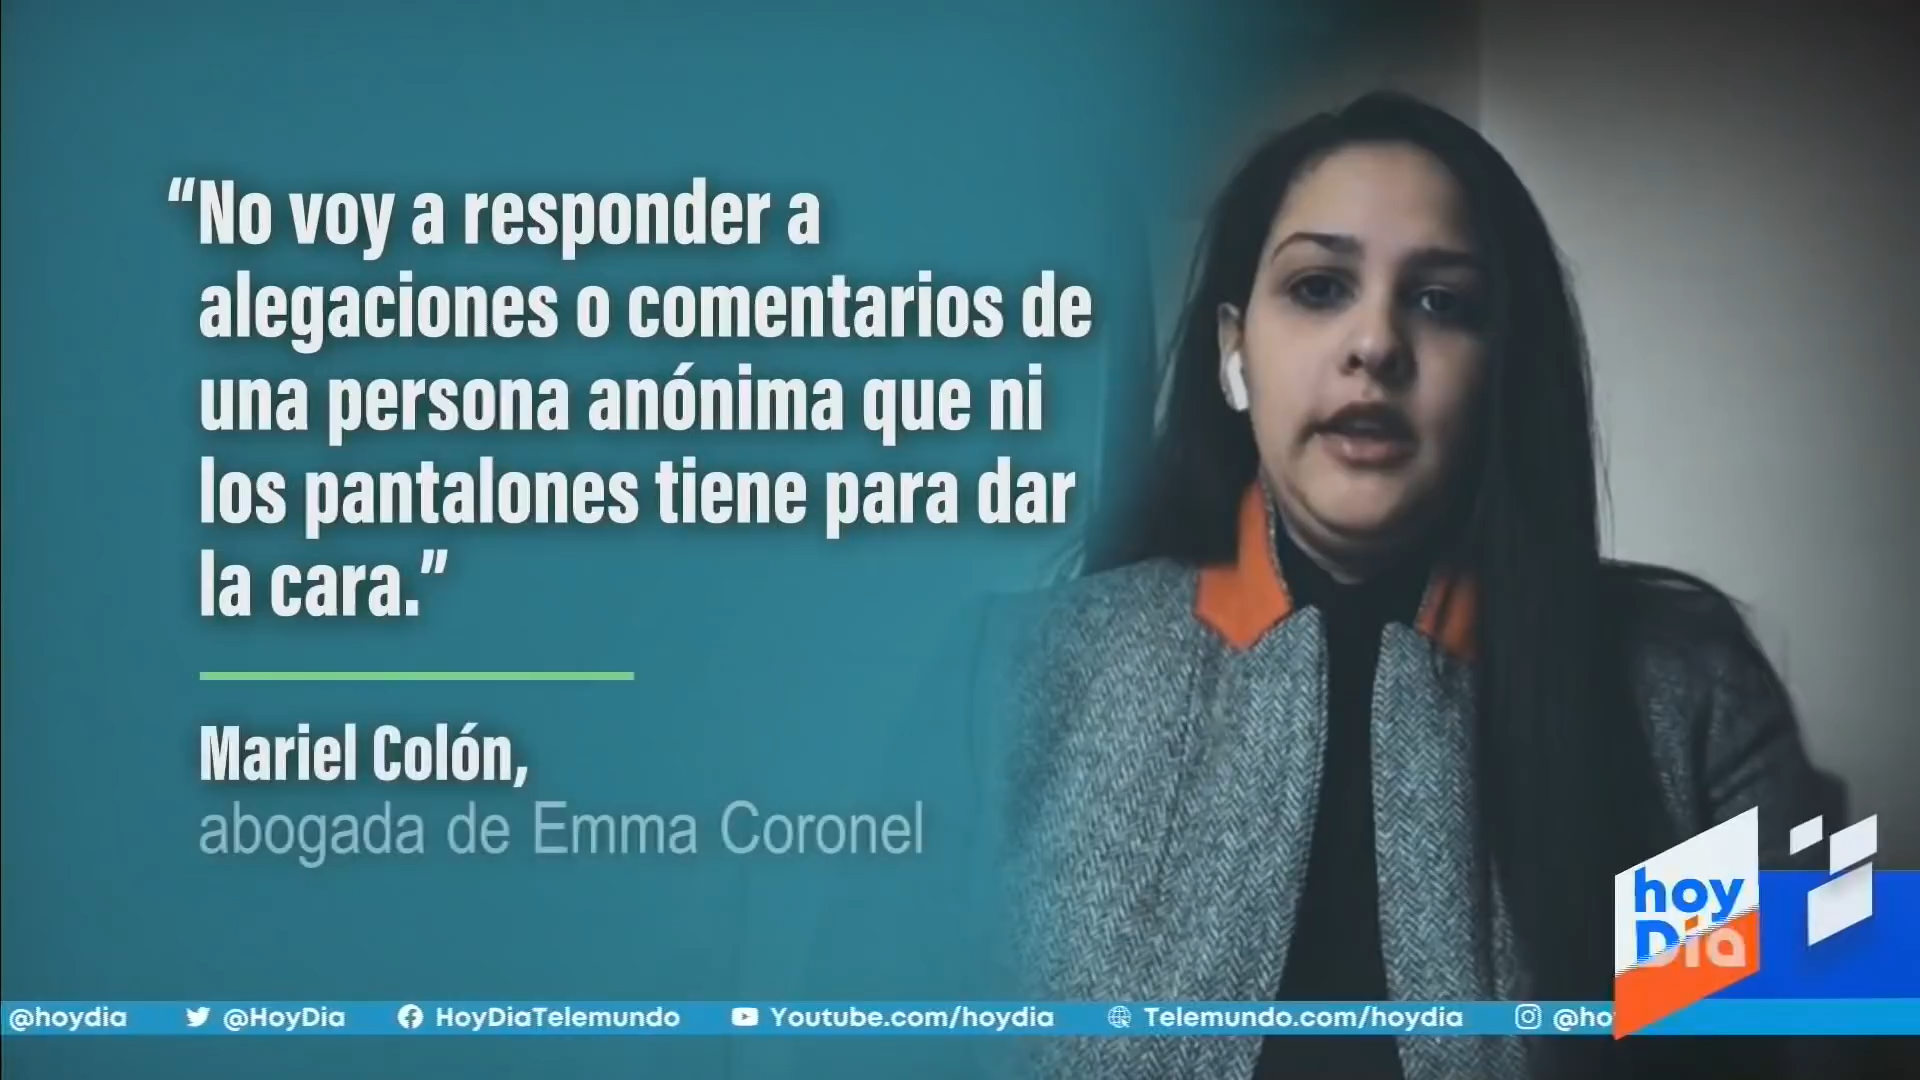 “No voy a responder a
alegaciones o comentarios de
una persona anónima que ni
los pantalones tiene para dar
la cara.”
Mariel Colón,
abogada de Emma Coronel
hoy
Día
@hoydia @HoyDia HoyDiaTelemundo Youtube.com/hoydia Telemundo.com/hoydia @ho